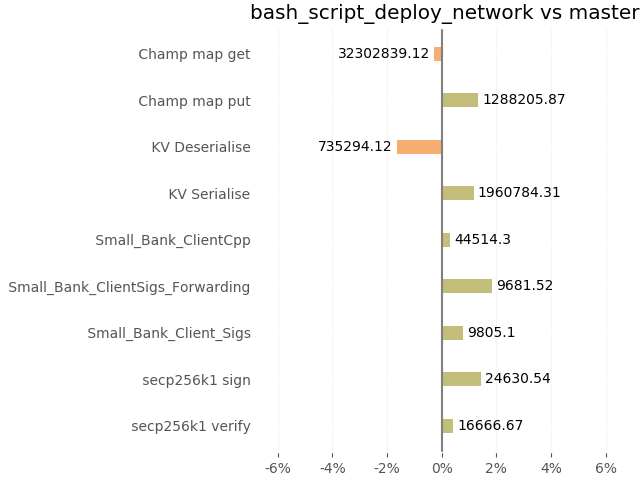 bash_script_deploy_network vs master
Champ map get 32302839.12
Champ map put 1288205.87
KV Deserialise 735294.12
KV Serialise 1960784.31
Small_Bank_ClientCpp 44514.3
Small_Bank_ClientSigs_Forwarding 9681.52
Small_Bank_Client_Sigs 9805.1
secp256k1 sign 24630.54
secp256k1 verify 16666.67
-6% -4% -2% 0% 2% 4% 6%